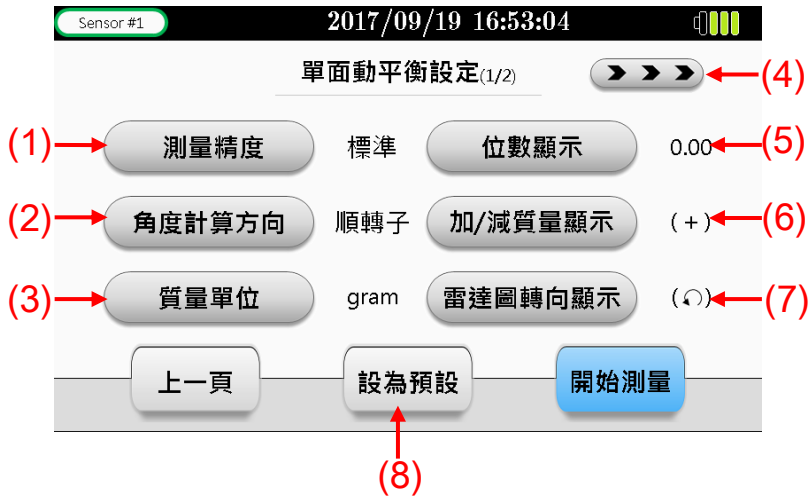 Sensor #1 2017/09/19 16:53:04
單面動平衡設定(1/2) (4)
(1) 測量精度 標準 位數顯示 0.00 (5)
(2) 角度計算方向 順轉子 加/減質量顯示 (+) (6)
(3) 質量單位 gram 雷達圖轉向顯示 (↶) (7)
上一頁 設為預設 開始測量
(8)